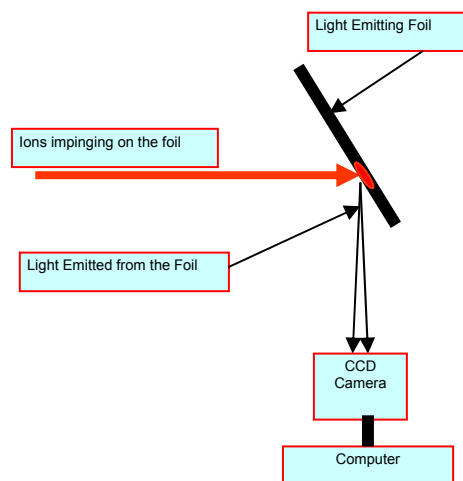 Light Emitting Foil
Ions impinging on the foil
Light Emitted from the Foil
CCD
Camera
Computer